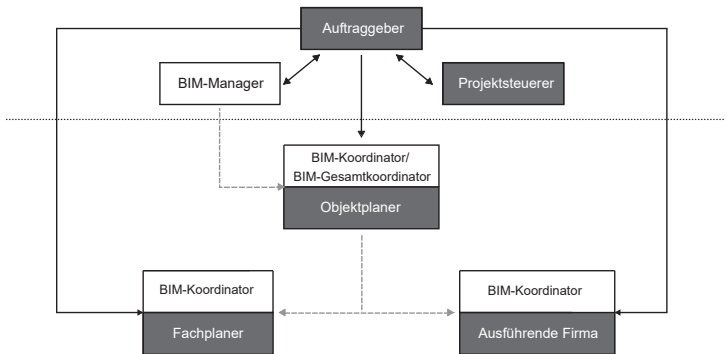 Auftraggeber
BIM-Manager
Projektsteuerer
BIM-Koordinator/
BIM-Gesamtkoordinator
Objektplaner
BIM-Koordinator
Fachplaner
BIM-Koordinator
Ausführende Firma